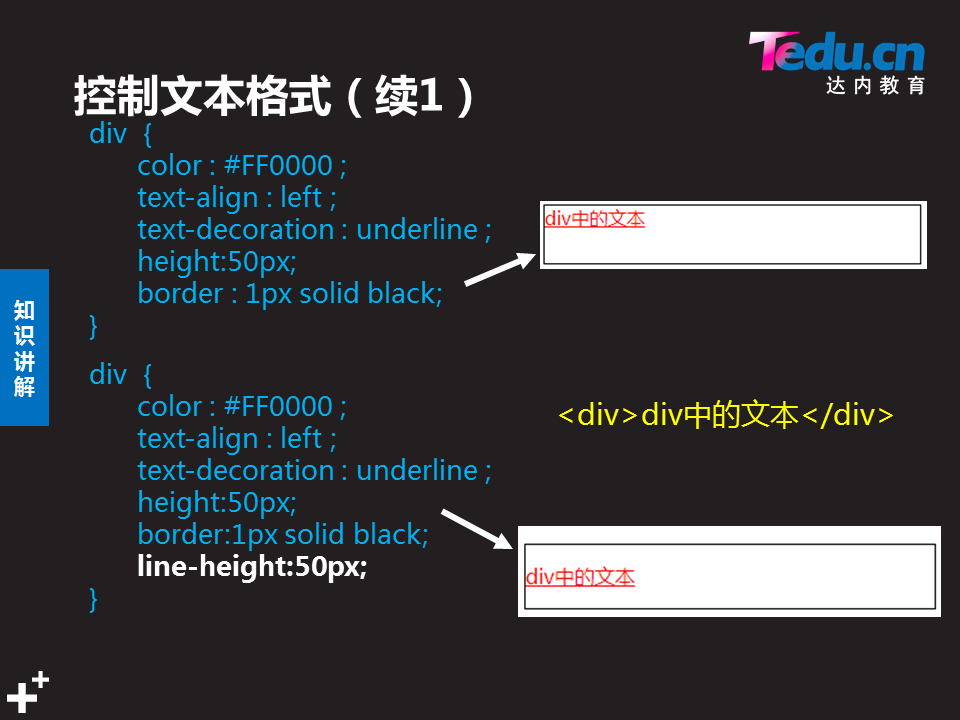 Tedu.cn
达内教育
控制文本格式（续1）
div {
color : #FF0000 ;
text-align : left ;
text-decoration : underline ;
height:50px;
border : 1px solid black;
}
div中的文本
知识讲解
div {
color : #FF0000 ;
text-align : left ;
text-decoration : underline ;
height:50px;
border:1px solid black;
line-height:50px;
}
<div>div中的文本</div>
div中的文本